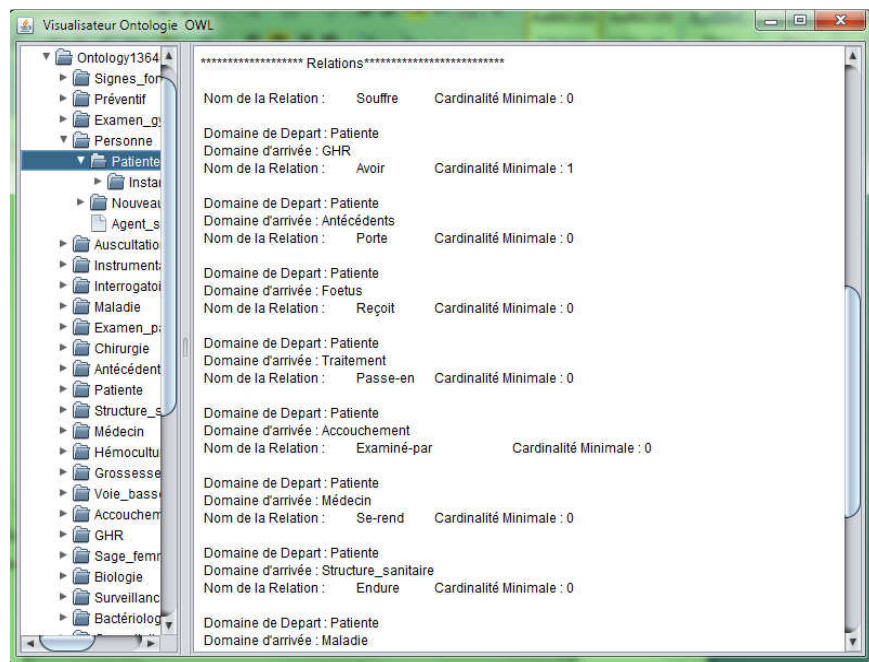 Visualisateur Ontologie OWL
Ontology1364
Signes_fon
Préventif
Examen_gy
Personne
Patiente
Instan
Nouveau
Agent_s
Auscultatio
Instrument
Interrogatoi
Maladie
Examen_pa
Chirurgie
Antécédent
Patiente
Structure_s
Médecin
Hémocultu
Grossesse
Voie_basse
Accouchem
GHR
Sage_femm
Biologie
Surveillanc
Bactériolog
******************* Relations**************************
Nom de la Relation : Souffre Cardinalité Minimale : 0
Domaine de Depart : Patiente
Domaine d'arrivée : GHR
Nom de la Relation : Avoir Cardinalité Minimale : 1
Domaine de Depart : Patiente
Domaine d'arrivée : Antécédents
Nom de la Relation : Porte Cardinalité Minimale : 0
Domaine de Depart : Patiente
Domaine d'arrivée : Foetus
Nom de la Relation : Reçoit Cardinalité Minimale : 0
Domaine de Depart : Patiente
Domaine d'arrivée : Traitement
Nom de la Relation : Passe-en Cardinalité Minimale : 0
Domaine de Depart : Patiente
Domaine d'arrivée : Accouchement
Nom de la Relation : Examiné-par Cardinalité Minimale : 0
Domaine de Depart : Patiente
Domaine d'arrivée : Médecin
Nom de la Relation : Se-rend Cardinalité Minimale : 0
Domaine de Depart : Patiente
Domaine d'arrivée : Structure_sanitaire
Nom de la Relation : Endure Cardinalité Minimale : 0
Domaine de Depart : Patiente
Domaine d'arrivée : Maladie